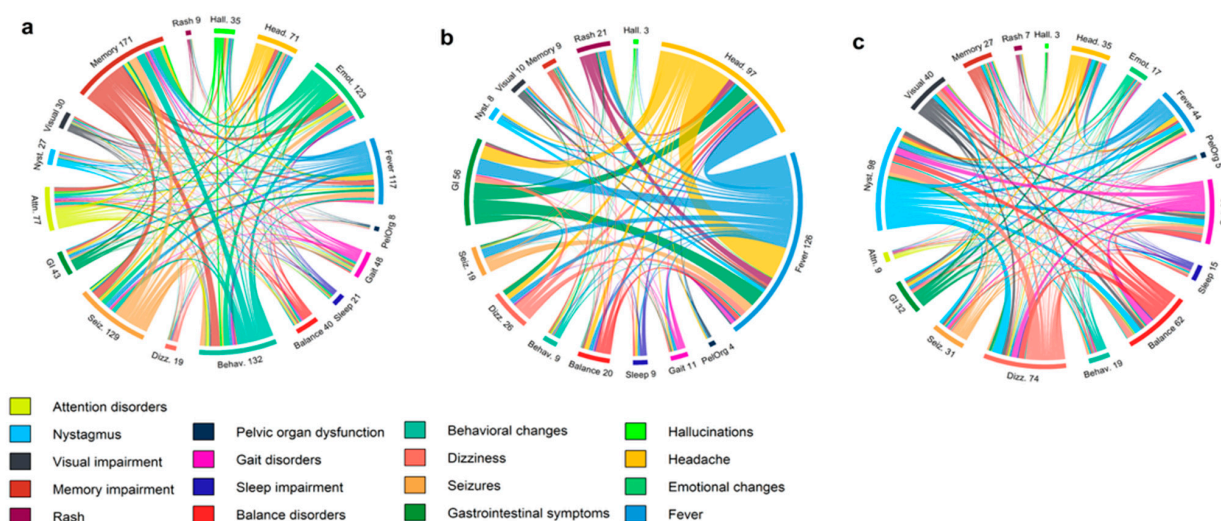 a
Rash 9
Hall. 35
Head. 71
Emot. 123
Fever 117
PelOrg 8
Gait 48
Sleep 21
Balance 40
Behav. 132
Dizz. 19
Seiz. 129
GI 43
Attn. 77
Nyst. 27
Visual 30
Memory 171
b
Rash 21
Hall. 3
Head. 97
Fever 126
PelOrg 4
Gait 11
Sleep 9
Balance 20
Behav. 9
Dizz. 26
Seiz. 19
GI 56
Nyst. 8
Visual 10
Memory 9
c
Rash 7
Hall. 3
Head. 35
Emot. 17
Fever 44
PelOrg 5
Sleep 15
Balance 62
Behav. 19
Dizz. 74
Seiz. 31
GI 32
Attn. 9
Nyst. 98
Visual 40
Memory 27
Attention disorders
Nystagmus
Visual impairment
Memory impairment
Rash
Pelvic organ dysfunction
Gait disorders
Sleep impairment
Balance disorders
Behavioral changes
Dizziness
Seizures
Gastrointestinal symptoms
Hallucinations
Headache
Emotional changes
Fever